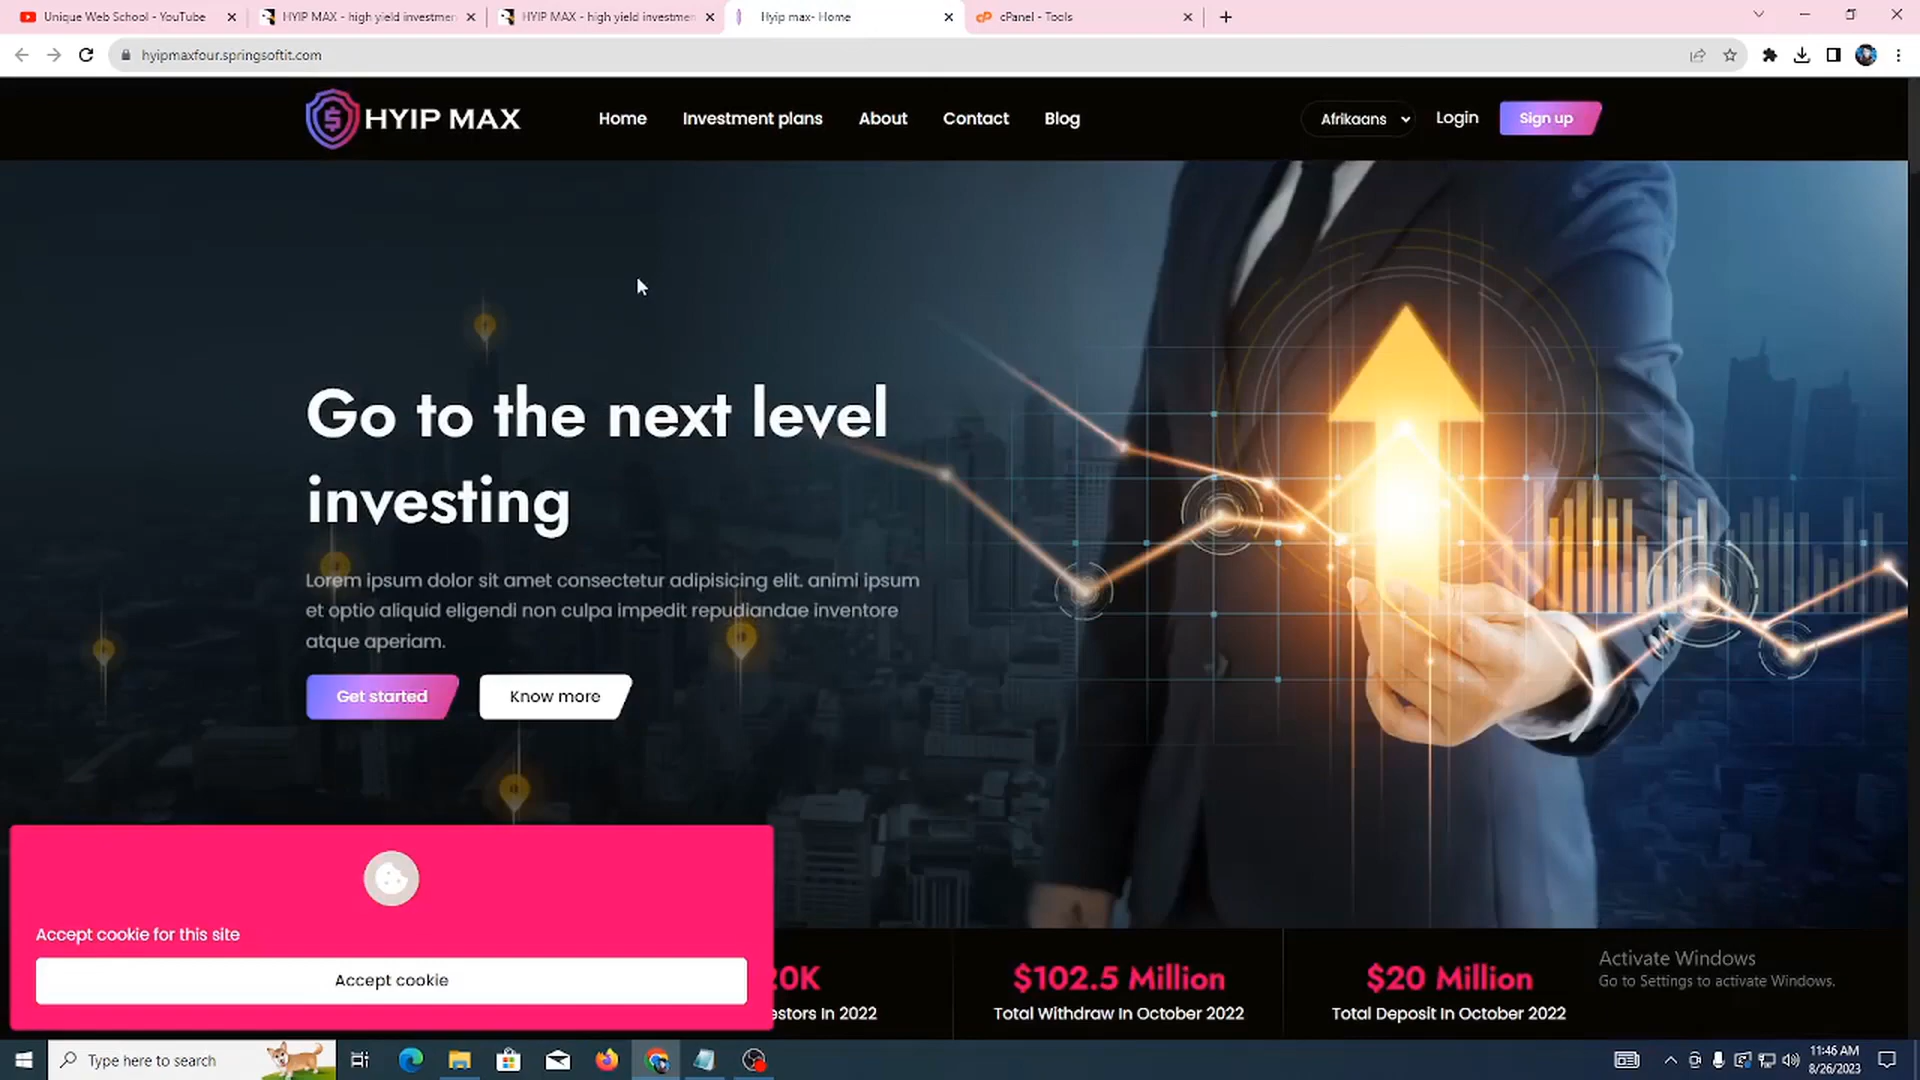 Unique Web School - YouTube
HYIP MAX - high yield investmen
HYIP MAX - high yield investmen
Hyip max- Home
cPanel - Tools
hyipmaxfour.springsoftit.com
HYIP MAX
Home
Investment plans
About
Contact
Blog
Afrikaans
Login
Sign up
Go to the next level
investing
Lorem ipsum dolor sit amet consectetur adipisicing elit. animi ipsum
et optio aliquid eligendi non culpa impedit repudiandae inventore
atque aperiam.
Get started
Know more
Accept cookie for this site
Accept cookie
20K
estors In 2022
$102.5 Million
Total Withdraw In October 2022
$20 Million
Total Deposit In October 2022
Activate Windows
Go to Settings to activate Windows.
Type here to search
11:46 AM
8/26/2023